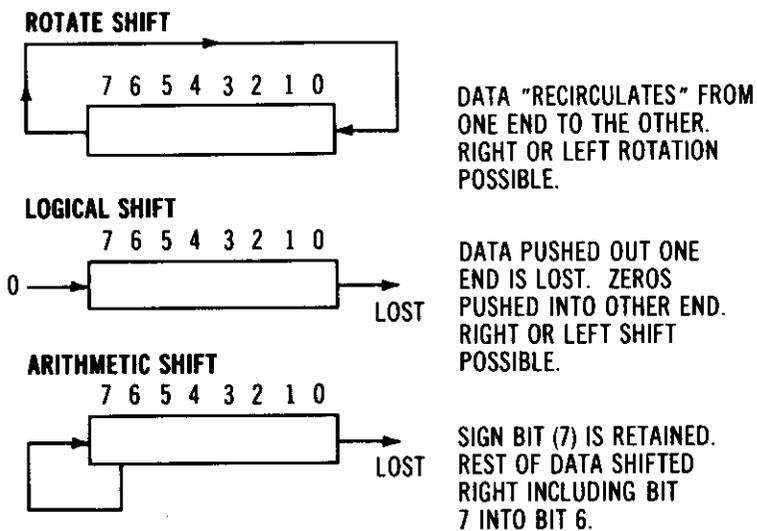 ROTATE SHIFT
7 6 5 4 3 2 1 0
DATA "RECIRCULATES" FROM
ONE END TO THE OTHER.
RIGHT OR LEFT ROTATION
POSSIBLE.
LOGICAL SHIFT
7 6 5 4 3 2 1 0
0
LOST
DATA PUSHED OUT ONE
END IS LOST. ZEROS
PUSHED INTO OTHER END.
RIGHT OR LEFT SHIFT
POSSIBLE.
ARITHMETIC SHIFT
7 6 5 4 3 2 1 0
LOST
SIGN BIT (7) IS RETAINED.
REST OF DATA SHIFTED
RIGHT INCLUDING BIT
7 INTO BIT 6.